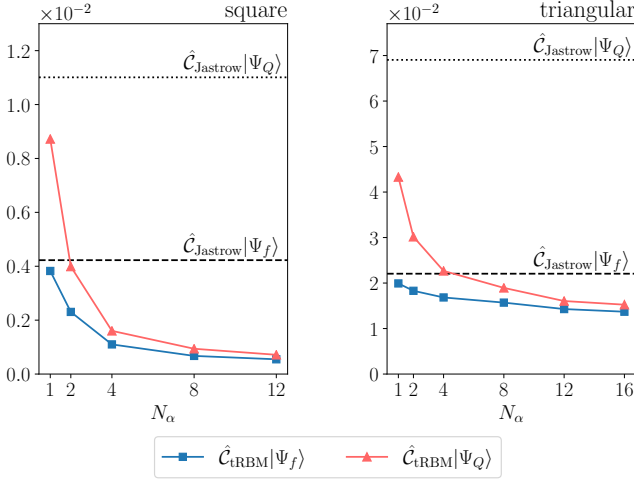 ×10⁻² square
1.2
1.0
0.8
0.6
0.4
0.2
0.0
Ĉ_Jastrow|Ψ_Q⟩
Ĉ_Jastrow|Ψ_f⟩
1 2 4 8 12
N_α
×10⁻² triangular
7
6
5
4
3
2
1
0
Ĉ_Jastrow|Ψ_Q⟩
Ĉ_Jastrow|Ψ_f⟩
1 2 4 8 12 16
N_α
Ĉ_tRBM|Ψ_f⟩ Ĉ_tRBM|Ψ_Q⟩